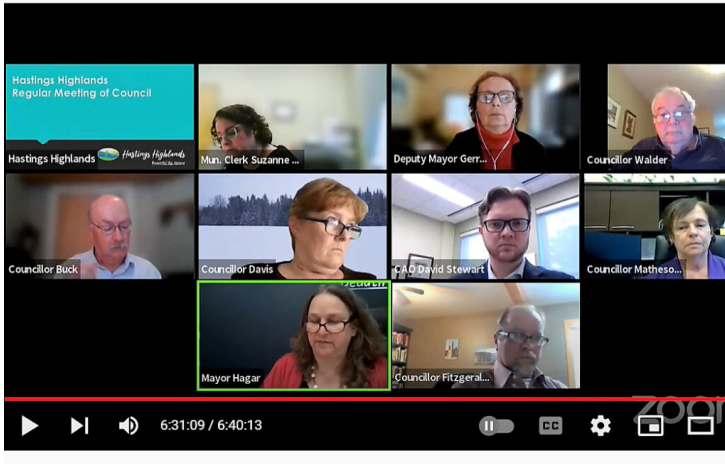 Hastings Highlands
Regular Meeting of Council
Hastings Highlands
Hastings Highlands
Mun. Clerk Suzanne ...
Deputy Mayor Gerr...
Councillor Walder
Councillor Buck
Councillor Davis
CAO David Stewart
Councillor Matheso...
Mayor Hagar
Councillor Fitzgeral...
zoom
6:31:09 / 6:40:13
CC